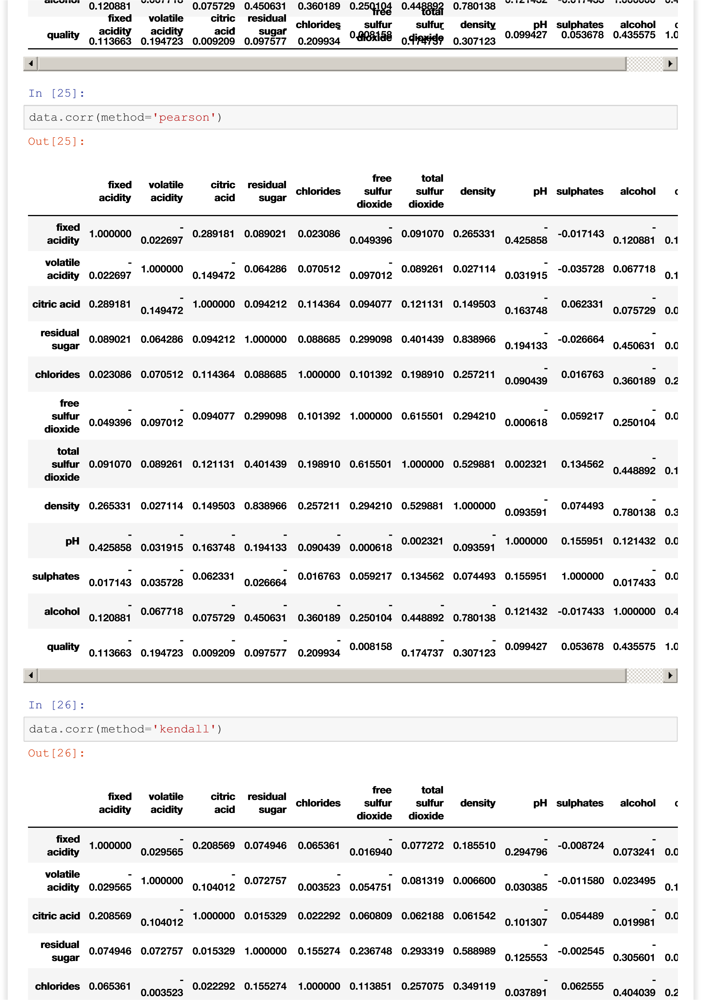 0.120881 0.075729 0.450631 0.360189 0.250104 0.448892 0.780138
fixed acidity volatile acidity citric acid residual sugar chlorides free sulfur dioxide total sulfur dioxide density pH sulphates alcohol
quality - 0.113663 - 0.194723 - 0.009209 - 0.097577 - 0.209934 0.008158 - 0.174737 - 0.307123 0.099427 0.053678 0.435575 1.0
In [25]:
data.corr(method='pearson')
Out[25]:
fixed acidity volatile acidity citric acid residual sugar chlorides free sulfur dioxide total sulfur dioxide density pH sulphates alcohol
fixed acidity 1.000000 - 0.022697 0.289181 0.089021 0.023086 - 0.049396 0.091070 0.265331 - 0.425858 -0.017143 - 0.120881 0.1
volatile acidity - 0.022697 1.000000 - 0.149472 0.064286 0.070512 - 0.097012 0.089261 0.027114 - 0.031915 -0.035728 0.067718 0.1
citric acid 0.289181 - 0.149472 1.000000 0.094212 0.114364 0.094077 0.121131 0.149503 - 0.163748 0.062331 - 0.075729 0.0
residual sugar 0.089021 0.064286 0.094212 1.000000 0.088685 0.299098 0.401439 0.838966 - 0.194133 -0.026664 - 0.450631 0.0
chlorides 0.023086 0.070512 0.114364 0.088685 1.000000 0.101392 0.198910 0.257211 - 0.090439 0.016763 - 0.360189 0.2
free sulfur dioxide - 0.049396 - 0.097012 0.094077 0.299098 0.101392 1.000000 0.615501 0.294210 - 0.000618 0.059217 - 0.250104 0.0
total sulfur dioxide 0.091070 0.089261 0.121131 0.401439 0.198910 0.615501 1.000000 0.529881 0.002321 0.134562 - 0.448892 0.1
density 0.265331 0.027114 0.149503 0.838966 0.257211 0.294210 0.529881 1.000000 - 0.093591 0.074493 - 0.780138 0.3
pH - 0.425858 - 0.031915 - 0.163748 - 0.194133 - 0.090439 - 0.000618 0.002321 - 0.093591 1.000000 0.155951 0.121432 0.0
sulphates - 0.017143 - 0.035728 0.062331 - 0.026664 0.016763 0.059217 0.134562 0.074493 0.155951 1.000000 - 0.017433 0.0
alcohol - 0.120881 0.067718 - 0.075729 - 0.450631 - 0.360189 - 0.250104 - 0.448892 - 0.780138 0.121432 -0.017433 1.000000 0.4
quality - 0.113663 - 0.194723 - 0.009209 - 0.097577 - 0.209934 0.008158 - 0.174737 - 0.307123 0.099427 0.053678 0.435575 1.0
In [26]:
data.corr(method='kendall')
Out[26]:
fixed acidity volatile acidity citric acid residual sugar chlorides free sulfur dioxide total sulfur dioxide density pH sulphates alcohol
fixed acidity 1.000000 - 0.029565 0.208569 0.074946 0.065361 - 0.016940 0.077272 0.185510 - 0.294796 -0.008724 - 0.073241 0.0
volatile acidity - 0.029565 1.000000 - 0.104012 0.072757 - 0.003523 - 0.054751 0.081319 0.006600 - 0.030385 -0.011580 0.023495 0.1
citric acid 0.208569 - 0.104012 1.000000 0.015329 0.022292 0.060809 0.062188 0.061542 - 0.101307 0.054489 - 0.019981 0.0
residual sugar 0.074946 0.072757 0.015329 1.000000 0.155274 0.236748 0.293319 0.588989 - 0.125553 -0.002545 - 0.305601 0.0
chlorides 0.065361 - 0.003523 0.022292 0.155274 1.000000 0.113851 0.257075 0.349119 - 0.037891 0.062555 - 0.404039 0.2